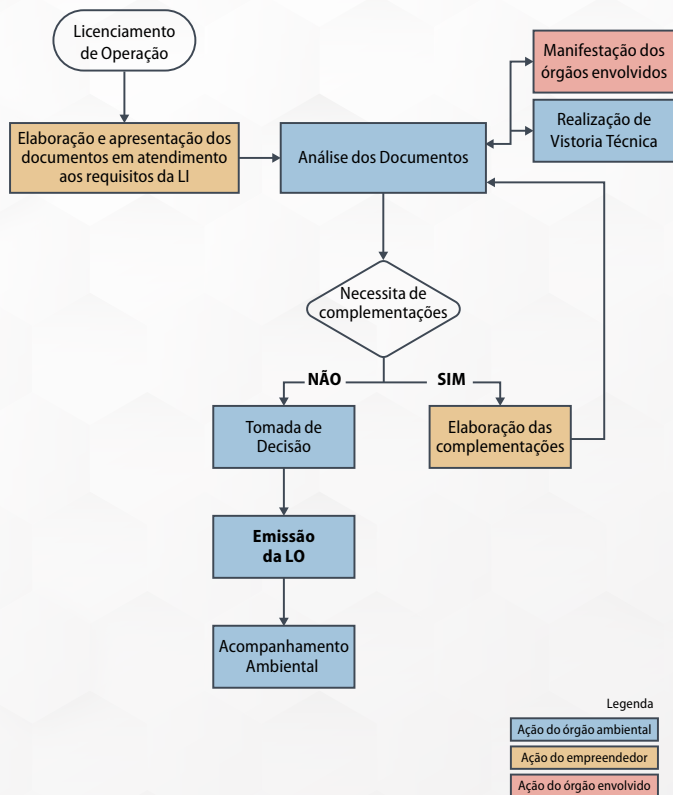 Licenciamento
de Operação
Manifestação dos
órgãos envolvidos
Elaboração e apresentação dos
documentos em atendimento
aos requisitos da LI
Análise dos Documentos
Realização de
Vistoria Técnica
Necessita de
complementações
NÃO
SIM
Tomada de
Decisão
Elaboração das
complementações
Emissão
da LO
Acompanhamento
Ambiental
Legenda
Ação do órgão ambiental
Ação do empreendedor
Ação do órgão envolvido